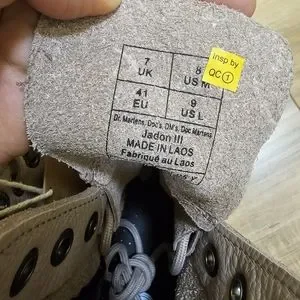 insp by
QC 1
7 8
UK US M
41 9
EU US L
Dr. Martens, Doc's, DM's, Doc Martens
Jadon III
MADE IN LAOS
Fabriqué au Laos